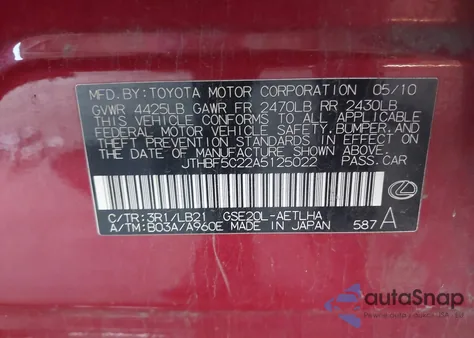 MFD.BY:TOYOTA MOTOR CORPORATION 05/10
GVWR 4425LB GAWR FR 2470LB RR 2430LB
THIS VEHICLE CONFORMS TO ALL APPLICABLE
FEDERAL MOTOR VEHICLE SAFETY,BUMPER,AND
THEFT PREVENTION STANDARDS IN EFFECT ON
THE DATE OF MANUFACTURE SHOWN ABOVE.
JTHBF5C22A5125022 PASS-CAR
C/TR:3R1/LB21 GSE20L-AETLHA
A/TM:B03A/A960E MADE IN JAPAN 587 A
autoSnap